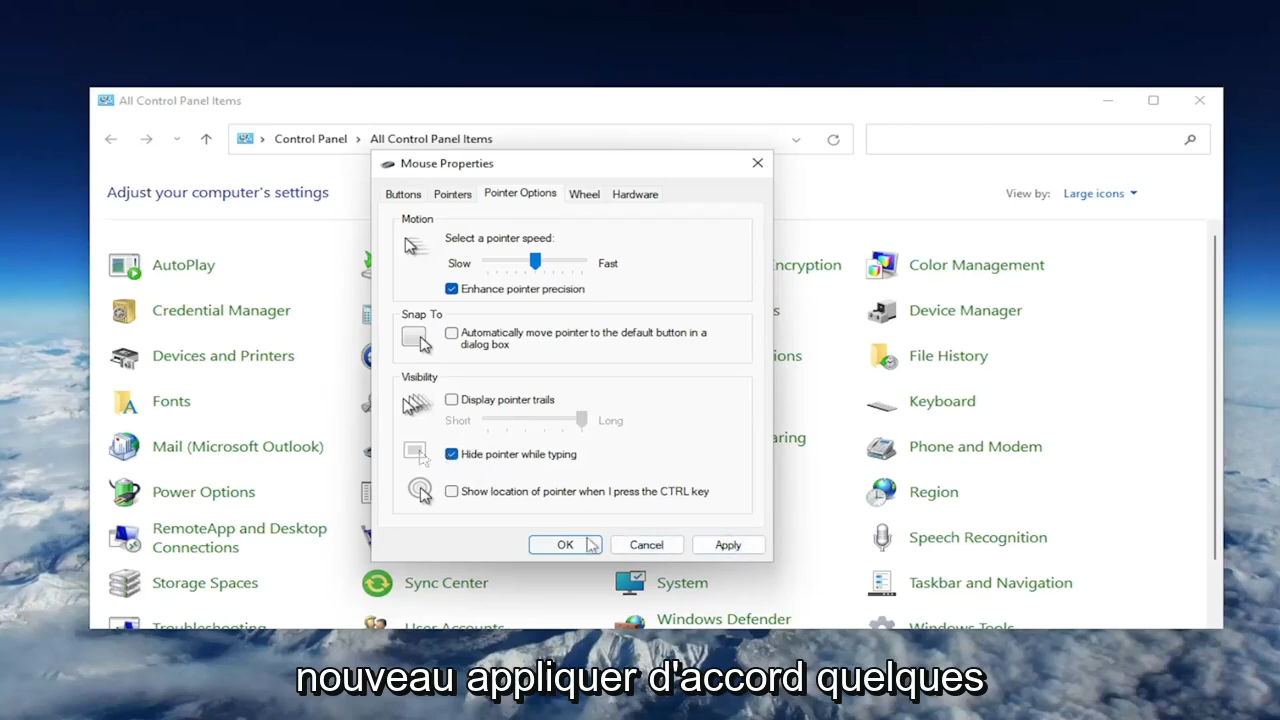 All Control Panel Items
Control Panel
All Control Panel Items
Adjust your computer's settings
View by:
Large icons
AutoPlay
Credential Manager
Devices and Printers
Fonts
Mail (Microsoft Outlook)
Power Options
RemoteApp and Desktop
Connections
Storage Spaces
Troubleshooting
Sync Center
User Accounts
System
Windows Defender
Color Management
Device Manager
File History
Keyboard
Phone and Modem
Region
Speech Recognition
Taskbar and Navigation
Windows Tools
Mouse Properties
Buttons
Pointers
Pointer Options
Wheel
Hardware
Motion
Select a pointer speed:
Slow
Fast
Enhance pointer precision
Snap To
Automatically move pointer to the default button in a
dialog box
Visibility
Display pointer trails
Short
Long
Hide pointer while typing
Show location of pointer when I press the CTRL key
OK
Cancel
Apply
nouveau appliquer d'accord quelques